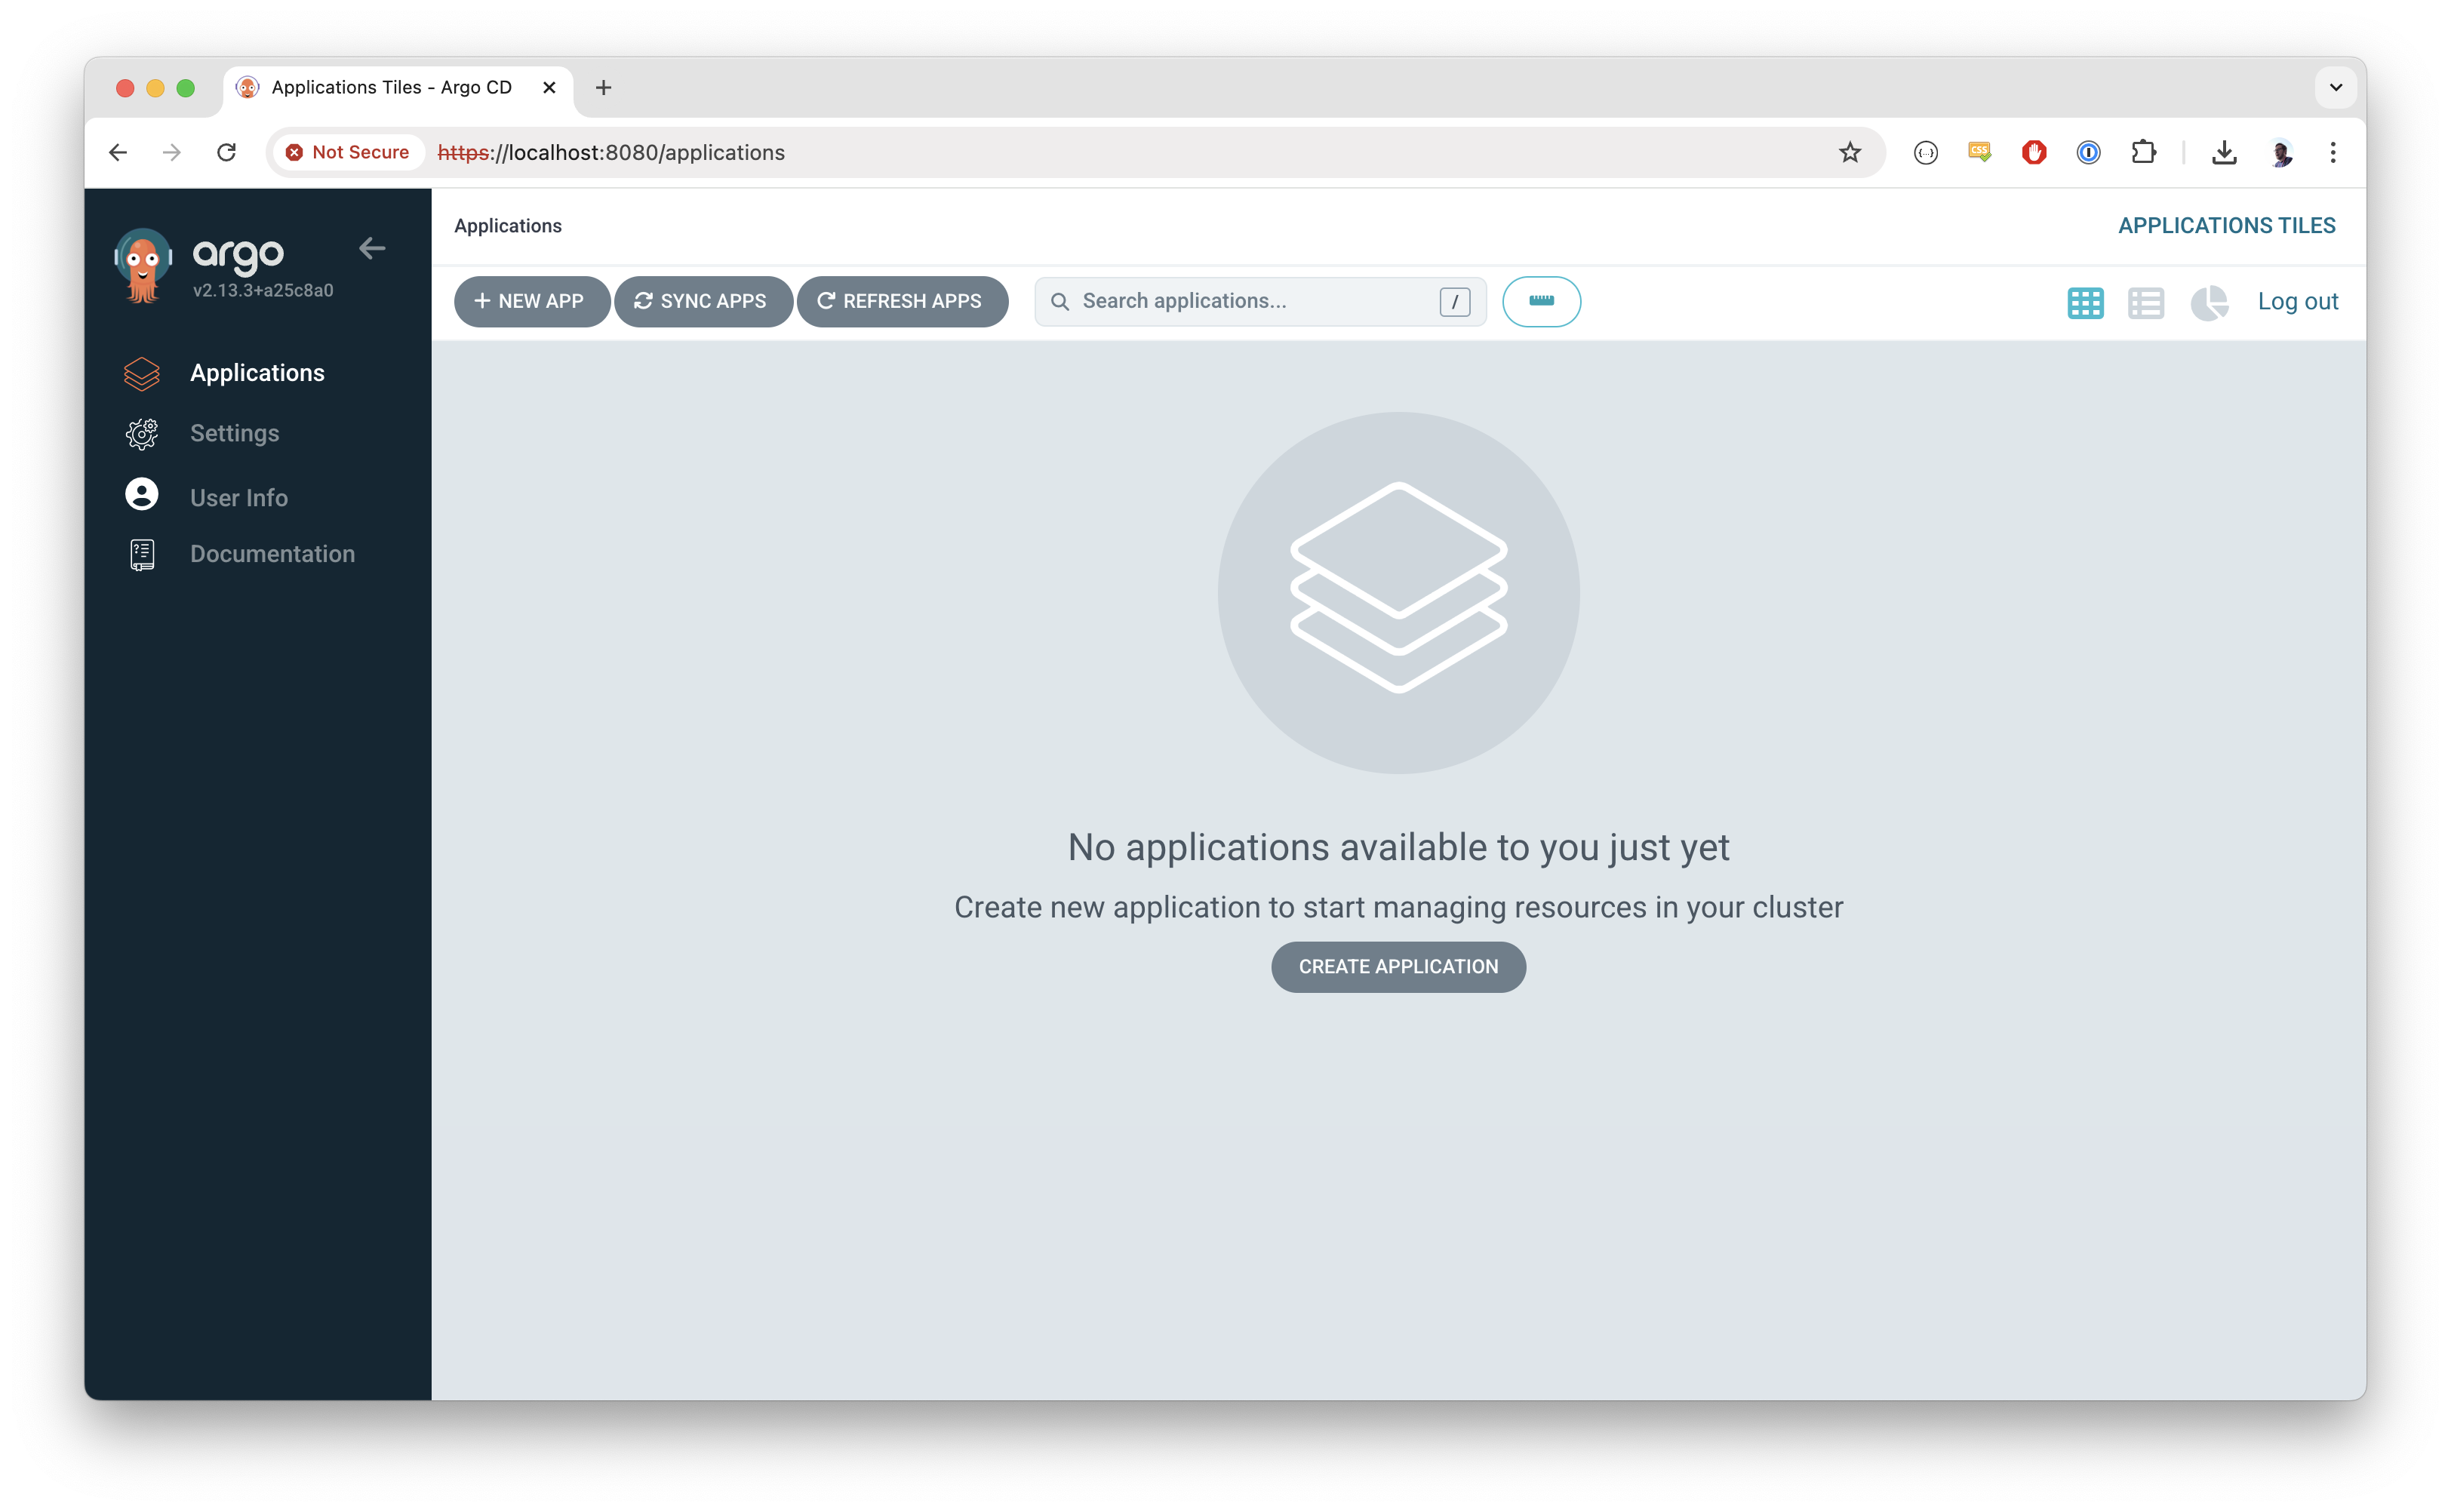 Applications Tiles - Argo CD
Not Secure https://localhost:8080/applications
CSS
argo
v2.13.3+a25c8a0
Applications
Settings
User Info
Documentation
Applications
APPLICATIONS TILES
+ NEW APP
SYNC APPS
REFRESH APPS
Search applications...
/
Log out
No applications available to you just yet
Create new application to start managing resources in your cluster
CREATE APPLICATION